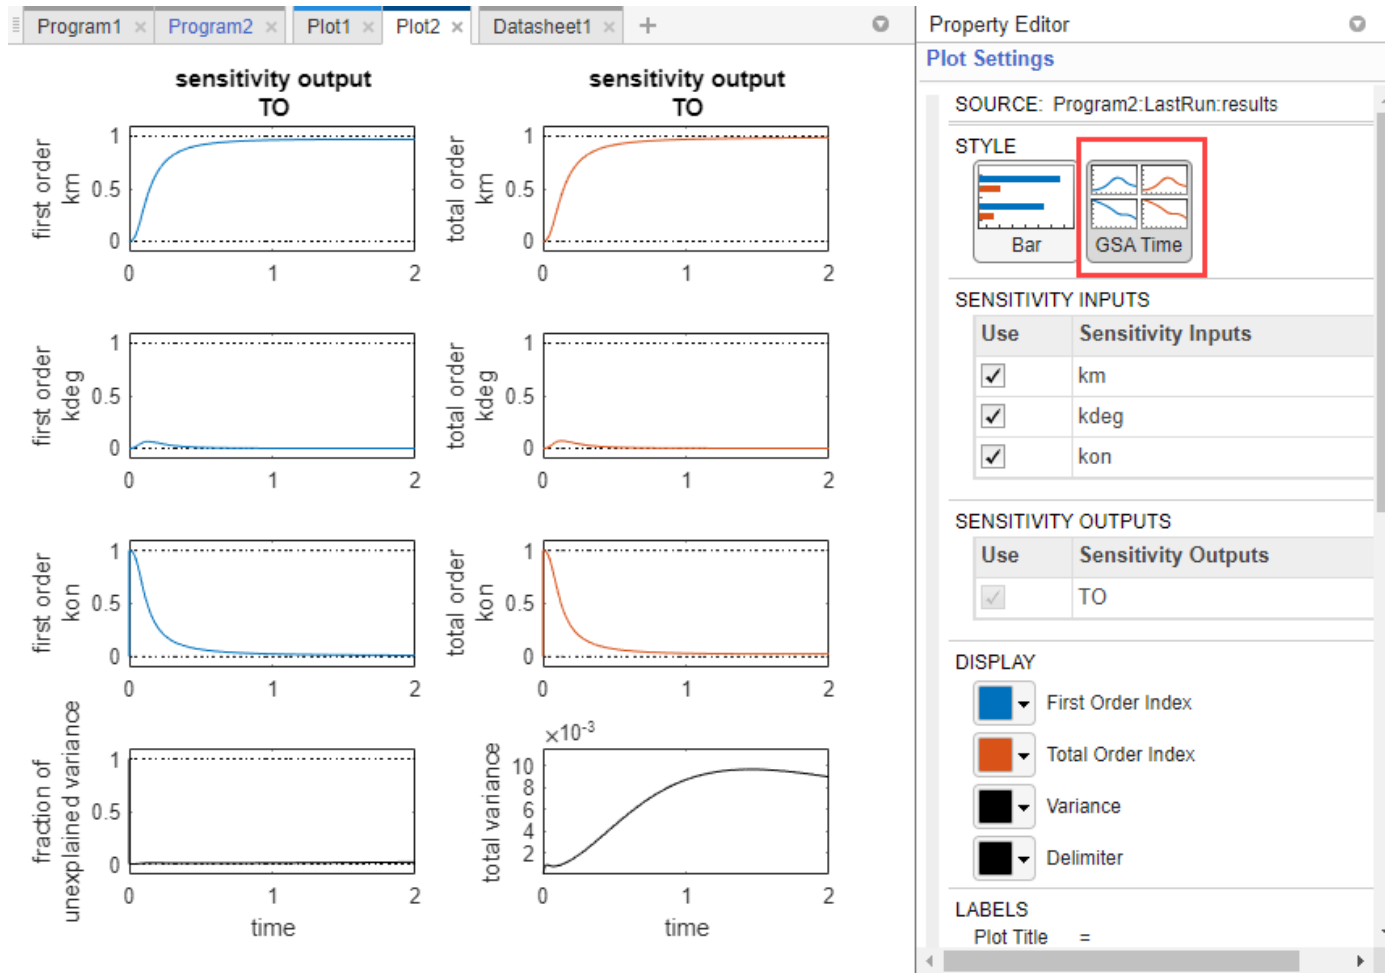 Program1 × Program2 × Plot1 × Plot2 × Datasheet1 × +
sensitivity output
TO
sensitivity output
TO
first order
km
1
0.5
0
0 1 2
total order
km
1
0.5
0
0 1 2
first order
kdeg
1
0.5
0
0 1 2
total order
kdeg
1
0.5
0
0 1 2
first order
kon
1
0.5
0
0 1 2
total order
kon
1
0.5
0
0 1 2
fraction of
unexplained variance
1
0.5
0
0 1 2
time
total variance
×10-3
10
8
6
4
2
0 1 2
time
Property Editor
Plot Settings
SOURCE: Program2:LastRun:results
STYLE
Bar
GSA Time
SENSITIVITY INPUTS
Use Sensitivity Inputs
km
kdeg
kon
SENSITIVITY OUTPUTS
Use Sensitivity Outputs
TO
DISPLAY
First Order Index
Total Order Index
Variance
Delimiter
LABELS
Plot Title =